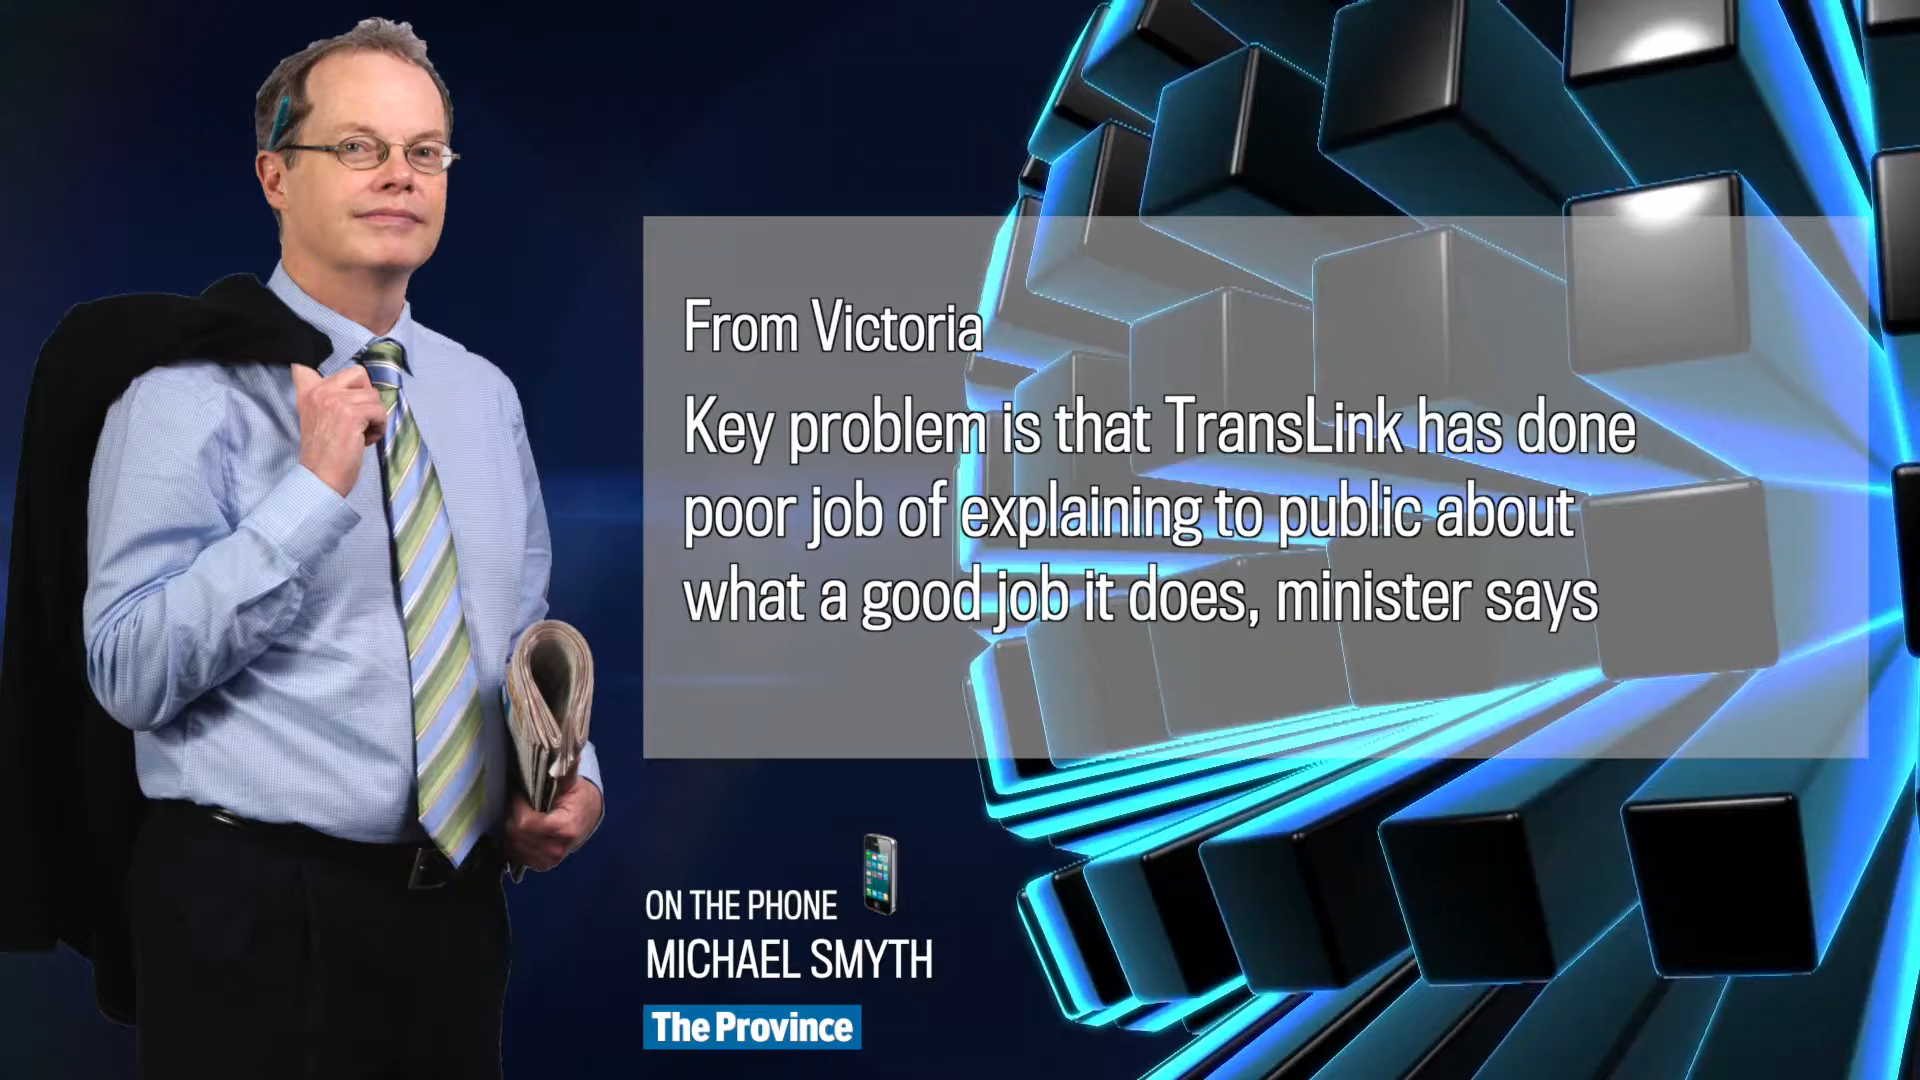 From Victoria
Key problem is that TransLink has done
poor job of explaining to public about
what a good job it does, minister says
ON THE PHONE
MICHAEL SMYTH
The Province